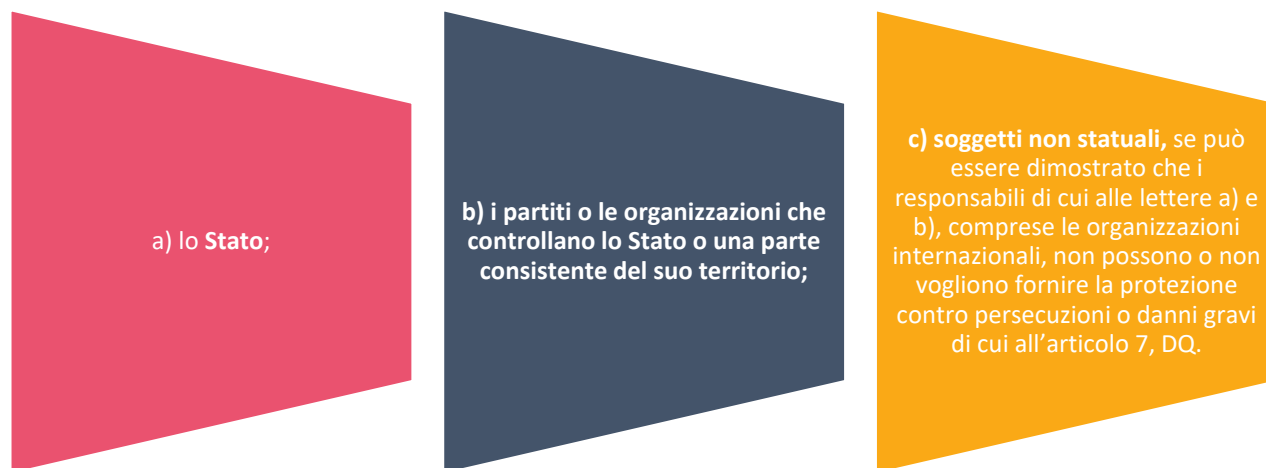 a) lo Stato;
b) i partiti o le organizzazioni che
controllano lo Stato o una parte
consistente del suo territorio;
c) soggetti non statuali, se può
essere dimostrato che i
responsabili di cui alle lettere a) e
b), comprese le organizzazioni
internazionali, non possono o non
vogliono fornire la protezione
contro persecuzioni o danni gravi
di cui all’articolo 7, DQ.